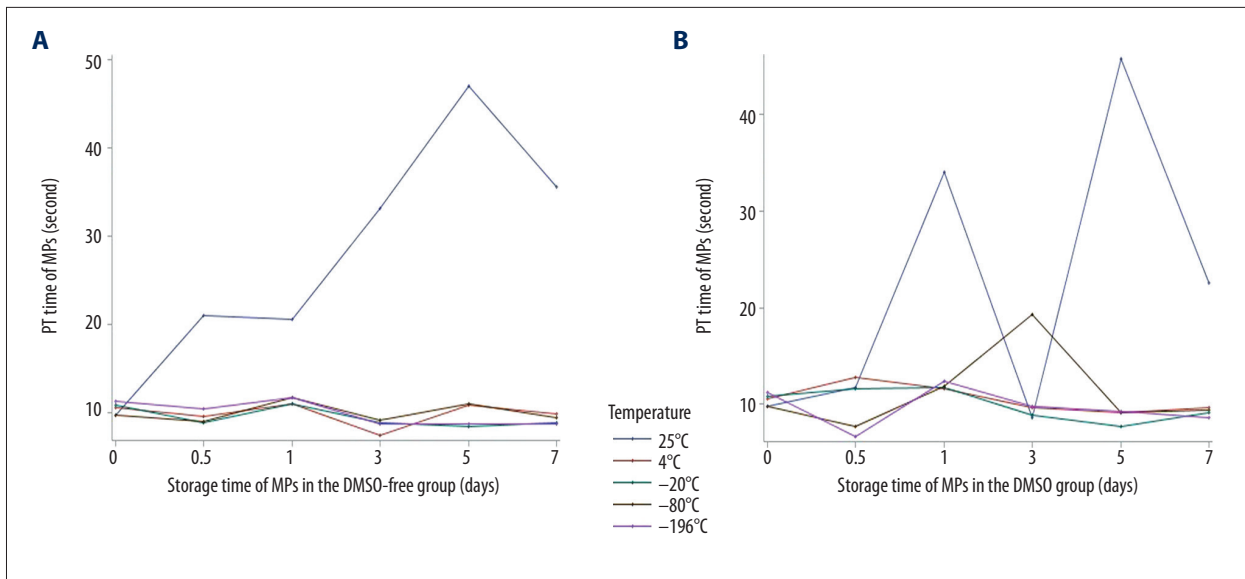 A
PT time of MPs (second)
50
40
30
20
10
0 0.5 1 3 5 7
Storage time of MPs in the DMSO-free group (days)
Temperature
25°C
4°C
−20°C
−80°C
−196°C
B
PT time of MPs (second)
40
30
20
10
0 0.5 1 3 5 7
Storage time of MPs in the DMSO group (days)